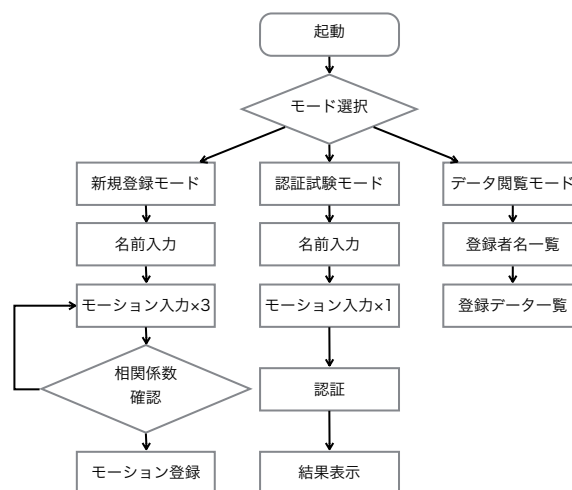 起動
モード選択
新規登録モード
認証試験モード
データ閲覧モード
名前入力
名前入力
登録者名一覧
モーション入力×3
モーション入力×1
登録データ一覧
相関係数
確認
認証
モーション登録
結果表示